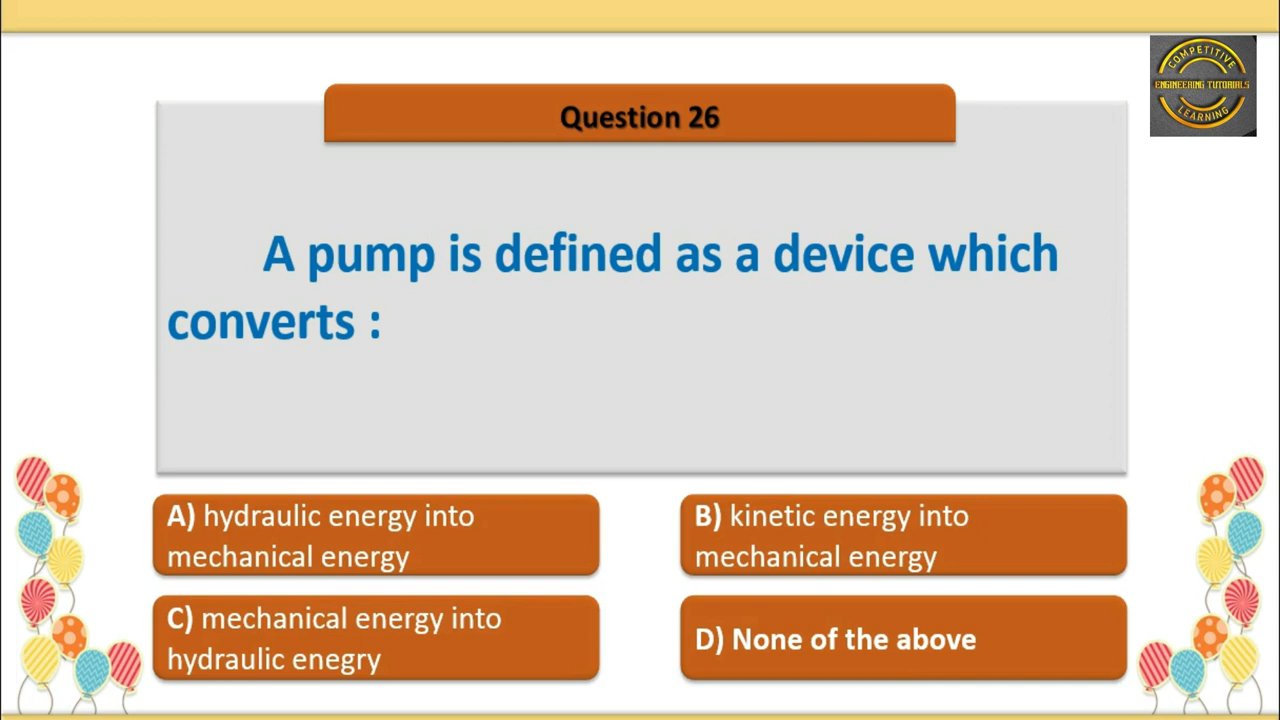 COMPETITIVE
ENGINEERING TUTORIALS
LEARNING
Question 26
A pump is defined as a device which
converts :
A) hydraulic energy into
mechanical energy
B) kinetic energy into
mechanical energy
C) mechanical energy into
hydraulic enegry
D) None of the above